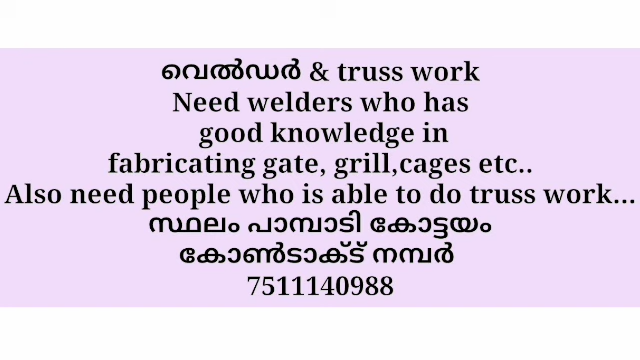 വെൽഡർ & truss work
Need welders who has
good knowledge in
fabricating gate, grill,cages etc..
Also need people who is able to do truss work...
സ്ഥലം പാമ്പാടി കോട്ടയം
കോൺടാക്ട് നമ്പർ
7511140988